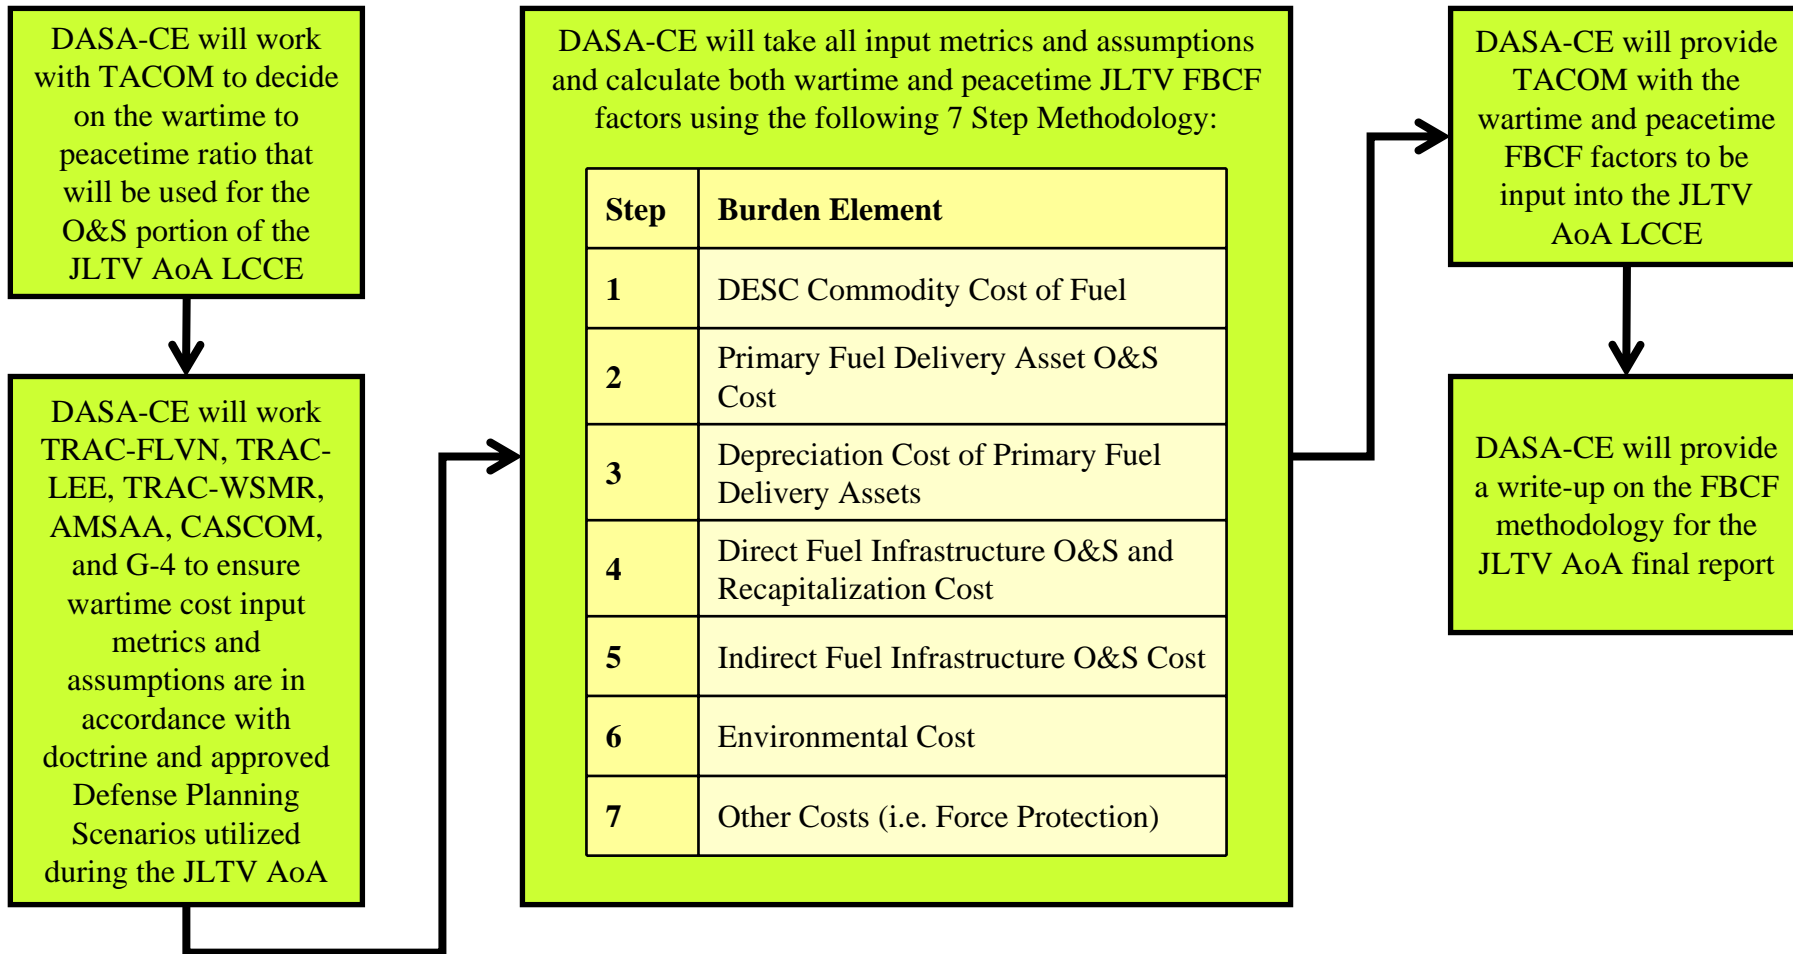 DASA-CE will work
with TACOM to decide
on the wartime to
peacetime ratio that
will be used for the
O&S portion of the
JLTV AoA LCCE
DASA-CE will work
TRAC-FLVN, TRAC-
LEE, TRAC-WSMR,
AMSAA, CASCOM,
and G-4 to ensure
wartime cost input
metrics and
assumptions are in
accordance with
doctrine and approved
Defense Planning
Scenarios utilized
during the JLTV AoA
DASA-CE will take all input metrics and assumptions
and calculate both wartime and peacetime JLTV FBCF
factors using the following 7 Step Methodology:
Step Burden Element
1 DESC Commodity Cost of Fuel
2 Primary Fuel Delivery Asset O&S
Cost
3 Depreciation Cost of Primary Fuel
Delivery Assets
4 Direct Fuel Infrastructure O&S and
Recapitalization Cost
5 Indirect Fuel Infrastructure O&S Cost
6 Environmental Cost
7 Other Costs (i.e. Force Protection)
DASA-CE will provide
TACOM with the
wartime and peacetime
FBCF factors to be
input into the JLTV
AoA LCCE
DASA-CE will provide
a write-up on the FBCF
methodology for the
JLTV AoA final report